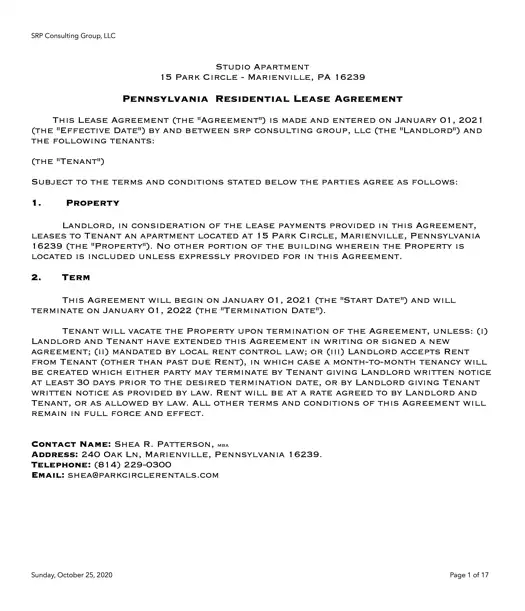 SRP Consulting Group, LLC
Studio Apartment
15 Park Circle - Marienville, PA 16239
Pennsylvania Residential Lease Agreement
This Lease Agreement (the "Agreement") is made and entered on January 01, 2021
(the "Effective Date") by and between srp consulting group, llc (the "Landlord") and
the following tenants:
(the "Tenant")
Subject to the terms and conditions stated below the parties agree as follows:
1. Property
Landlord, in consideration of the lease payments provided in this Agreement,
leases to Tenant an apartment located at 15 Park Circle, Marienville, Pennsylvania
16239 (the "Property"). No other portion of the building wherein the Property is
located is included unless expressly provided for in this Agreement.
2. Term
This Agreement will begin on January 01, 2021 (the "Start Date") and will
terminate on January 01, 2022 (the "Termination Date").
Tenant will vacate the Property upon termination of the Agreement, unless: (i)
Landlord and Tenant have extended this Agreement in writing or signed a new
agreement; (ii) mandated by local rent control law; or (iii) Landlord accepts Rent
from Tenant (other than past due Rent), in which case a month-to-month tenancy will
be created which either party may terminate by Tenant giving Landlord written notice
at least 30 days prior to the desired termination date, or by Landlord giving Tenant
written notice as provided by law. Rent will be at a rate agreed to by Landlord and
Tenant, or as allowed by law. All other terms and conditions of this Agreement will
remain in full force and effect.
Contact Name: Shea R. Patterson, MBA
Address: 240 Oak Ln, Marienville, Pennsylvania 16239.
Telephone: (814) 229-0300
Email: shea@parkcirclerentals.com
Sunday, October 25, 2020
Page 1 of 17